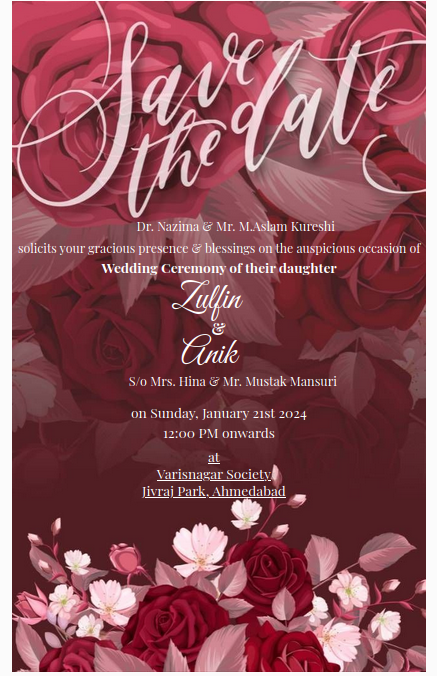 Save
the date
Dr. Nazima & Mr. M.Aslam Kureshi
solicits your gracious presence & blessings on the auspicious occasion of
Wedding Ceremony of their daughter
Zulfin
&
Anik
S/o Mrs. Hina & Mr. Mustak Mansuri
on Sunday, January 21st 2024
12:00 PM onwards
at
Varisnagar Society,
Jivraj Park, Ahmedabad